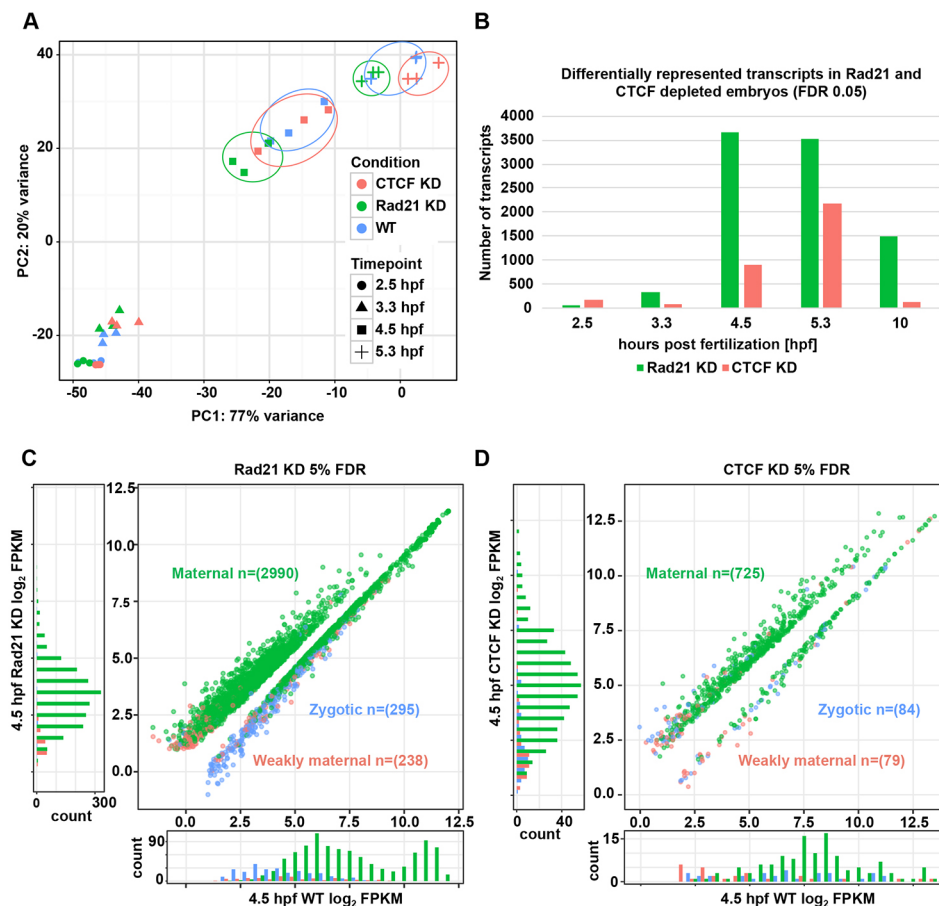 A
40
20
0
-20
-50
-40
-30
-20
-10
0
PC2: 20% variance
PC1: 77% variance
Condition
CTCF KD
Rad21 KD
WT
Timepoint
2.5 hpf
3.3 hpf
4.5 hpf
5.3 hpf
B
Differentially represented transcripts in Rad21 and
CTCF depleted embryos (FDR 0.05)
Number of transcripts
4000
3500
3000
2500
2000
1500
1000
500
0
2.5
3.3
4.5
5.3
10
hours post fertilization [hpf]
Rad21 KD
CTCF KD
C
Rad21 KD 5% FDR
4.5 hpf Rad21 KD log2 FPKM
12.5
10.0
7.5
5.0
2.5
0.0
Maternal n=(2990)
Zygotic n=(295)
Weakly maternal n=(238)
0
300
count
0.0
2.5
5.0
7.5
10.0
12.5
count
90
0
4.5 hpf WT log2 FPKM
D
CTCF KD 5% FDR
4.5 hpf CTCF KD log2 FPKM
12.5
10.0
7.5
5.0
2.5
0.0
Maternal n=(725)
Zygotic n=(84)
Weakly maternal n=(79)
0
40
count
0.0
2.5
5.0
7.5
10.0
12.5
count
15
0
4.5 hpf WT log2 FPKM